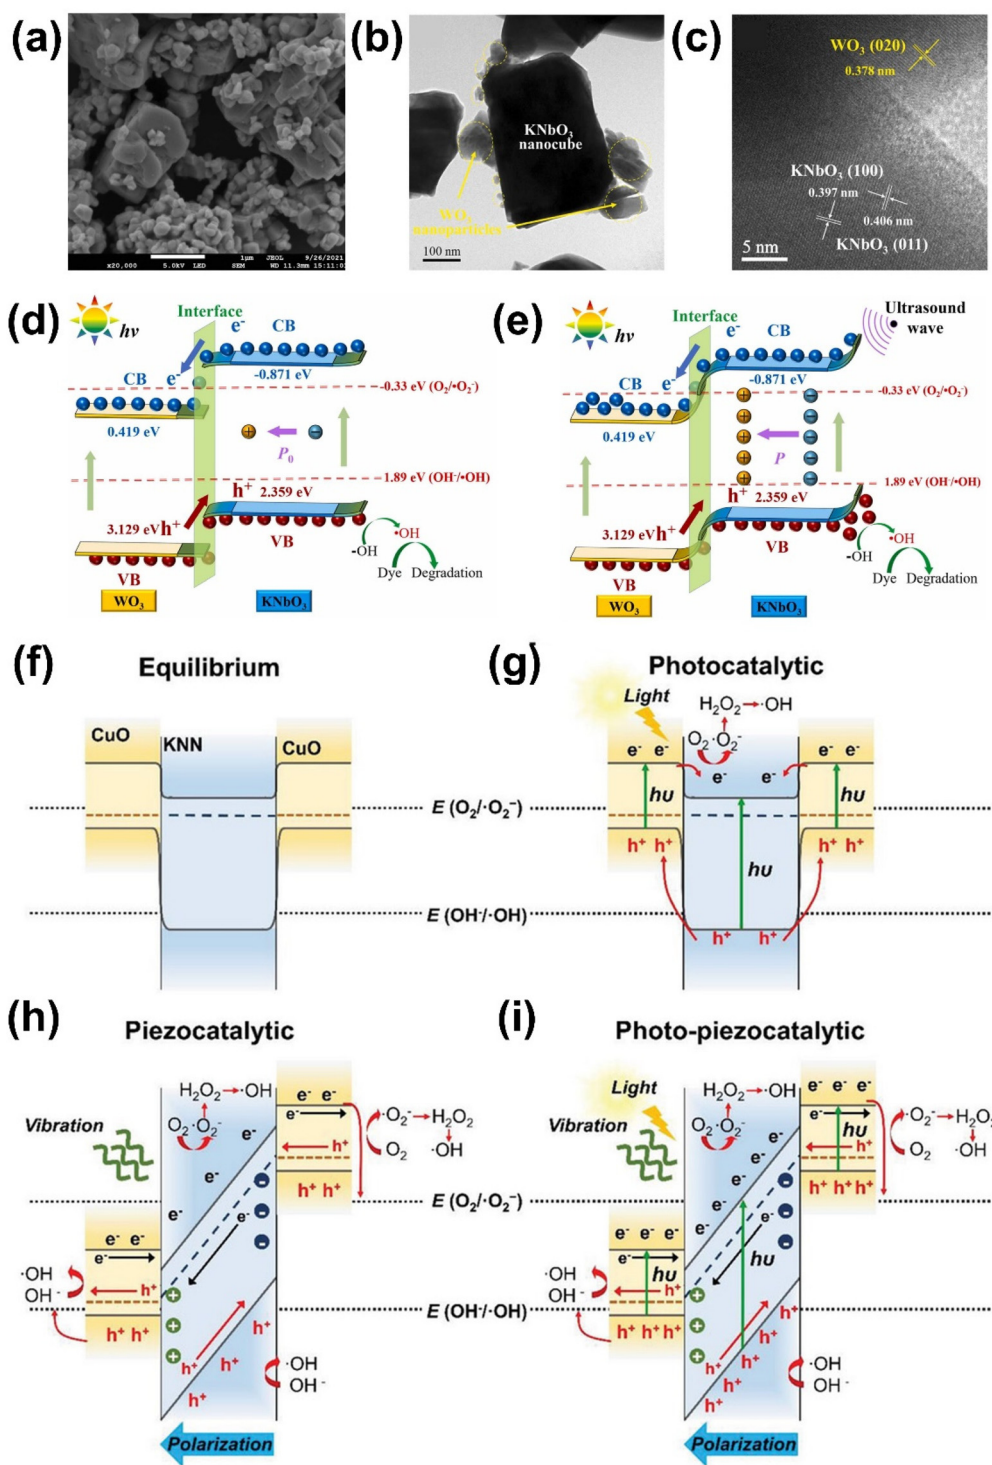 (a)
x20,000 5.0kV LED SEM 1μm JEOL 9/26/2021
WD 11.3mm 15:11:0
(b)
KNbO₃
nanocube
WO₃
nanoparticles
100 nm
(c)
WO₃ (020)
0.378 nm
KNbO₃ (100)
0.397 nm
0.406 nm
KNbO₃ (011)
5 nm
(d)
hν
Interface
e⁻ CB
CB e⁻
-0.871 eV
-0.33 eV (O₂/•O₂⁻)
0.419 eV
+ −
P₀
1.89 eV (OH⁻/•OH)
h⁺ 2.359 eV
3.129 eV h⁺
VB
•OH
-OH
VB
Dye Degradation
WO₃
KNbO₃
(e)
hν
Interface
Ultrasound
wave
e⁻ CB
CB e⁻
-0.871 eV
-0.33 eV (O₂/•O₂⁻)
0.419 eV
+ −
+ −
+ −
P
+ −
+ −
1.89 eV (OH⁻/•OH)
h⁺ 2.359 eV
3.129 eV h⁺
VB
•OH
-OH
VB
Dye Degradation
WO₃
KNbO₃
(f)
Equilibrium
CuO
KNN
CuO
E (O₂/·O₂⁻)
E (OH⁻/·OH)
(g)
Photocatalytic
Light
H₂O₂→·OH
O₂ ·O₂⁻
e⁻ e⁻
e⁻ e⁻
e⁻ e⁻
hυ
hυ
h⁺ h⁺
h⁺ h⁺
hυ
h⁺ h⁺
(h)
Piezocatalytic
Vibration
H₂O₂→·OH
O₂ ·O₂⁻
e⁻
e⁻ e⁻
e⁻
·O₂⁻→H₂O₂
h⁺
O₂ ·OH
e⁻
h⁺ h⁺
−
−
−
e⁻
e⁻
E (O₂/·O₂⁻)
e⁻ e⁻
e⁻
·OH
OH⁻
h⁺
+
+
+
E (OH⁻/·OH)
h⁺ h⁺
h⁺
h⁺
h⁺
h⁺
h⁺
·OH
OH⁻
Polarization
(i)
Photo-piezocatalytic
Light
Vibration
H₂O₂→·OH
O₂ ·O₂⁻
e⁻
e⁻ e⁻ e⁻
e⁻
hυ
·O₂⁻→H₂O₂
h⁺
O₂ ·OH
e⁻
h⁺ h⁺ h⁺
−
−
−
e⁻
e⁻
e⁻ e⁻ e⁻
e⁻
hυ
hυ
·OH
OH⁻
h⁺
+
+
+
h⁺ h⁺ h⁺
h⁺
h⁺
h⁺
h⁺
h⁺
h⁺
h⁺
·OH
OH⁻
Polarization